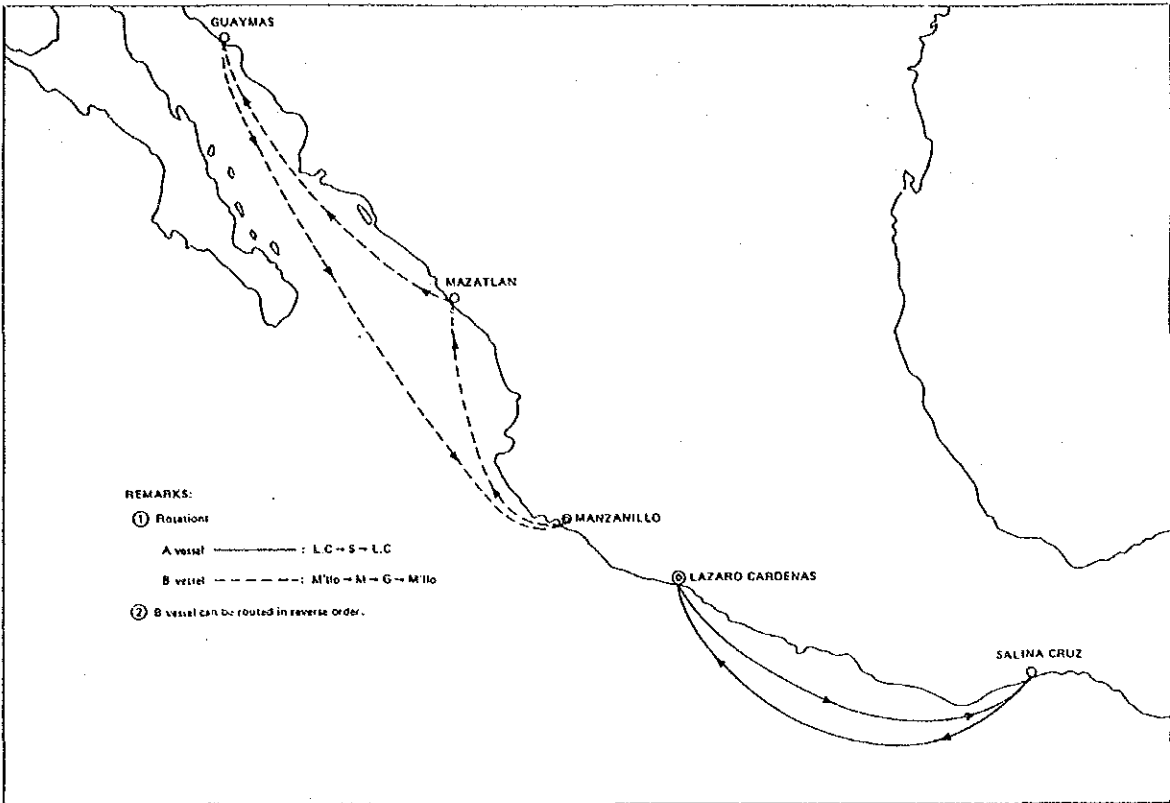 GUAYMAS
MAZATLAN
MANZANILLO
LAZARO CARDENAS
SALINA CRUZ
REMARKS:
① Rotations
A vessel ———— : L.C → S → L.C
B vessel — — — — : M'llo → M → G → M'llo
② B vessel can be routed in reverse order.